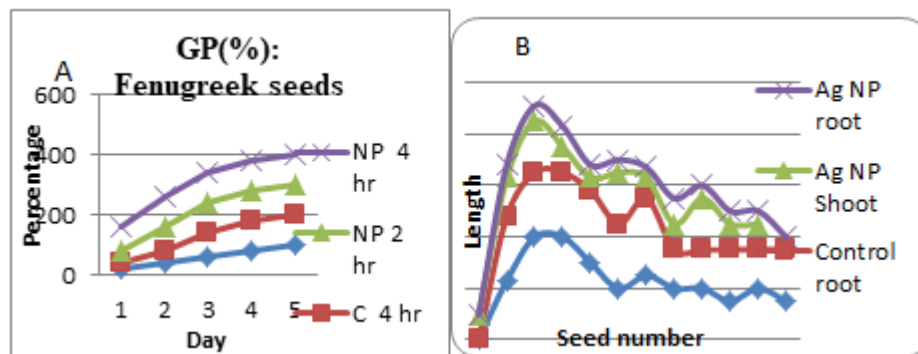 A
GP(%):
Fenugreek seeds
Percentage
600
400
200
0
1 2 3 4 5
Day
NP 4
hr
NP 2
hr
C 4 hr
B
Length
Seed number
Ag NP
root
Ag NP
Shoot
Control
root